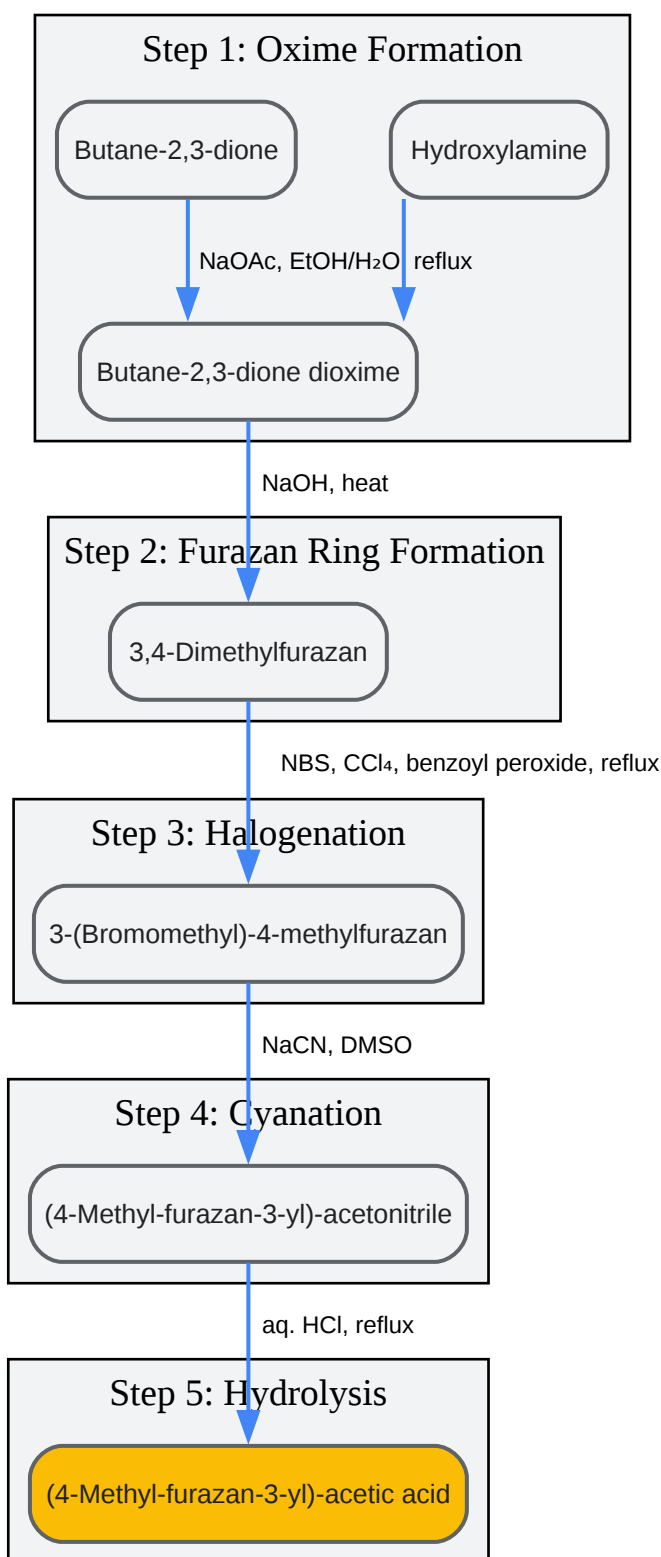 Step 1: Oxime Formation
Butane-2,3-dione
Hydroxylamine
NaOAc, EtOH/H₂O, reflux
Butane-2,3-dione dioxime
NaOH, heat
Step 2: Furazan Ring Formation
3,4-Dimethylfurazan
NBS, CCl₄, benzoyl peroxide, reflux
Step 3: Halogenation
3-(Bromomethyl)-4-methylfurazan
NaCN, DMSO
Step 4: Cyanation
(4-Methyl-furazan-3-yl)-acetonitrile
aq. HCl, reflux
Step 5: Hydrolysis
(4-Methyl-furazan-3-yl)-acetic acid